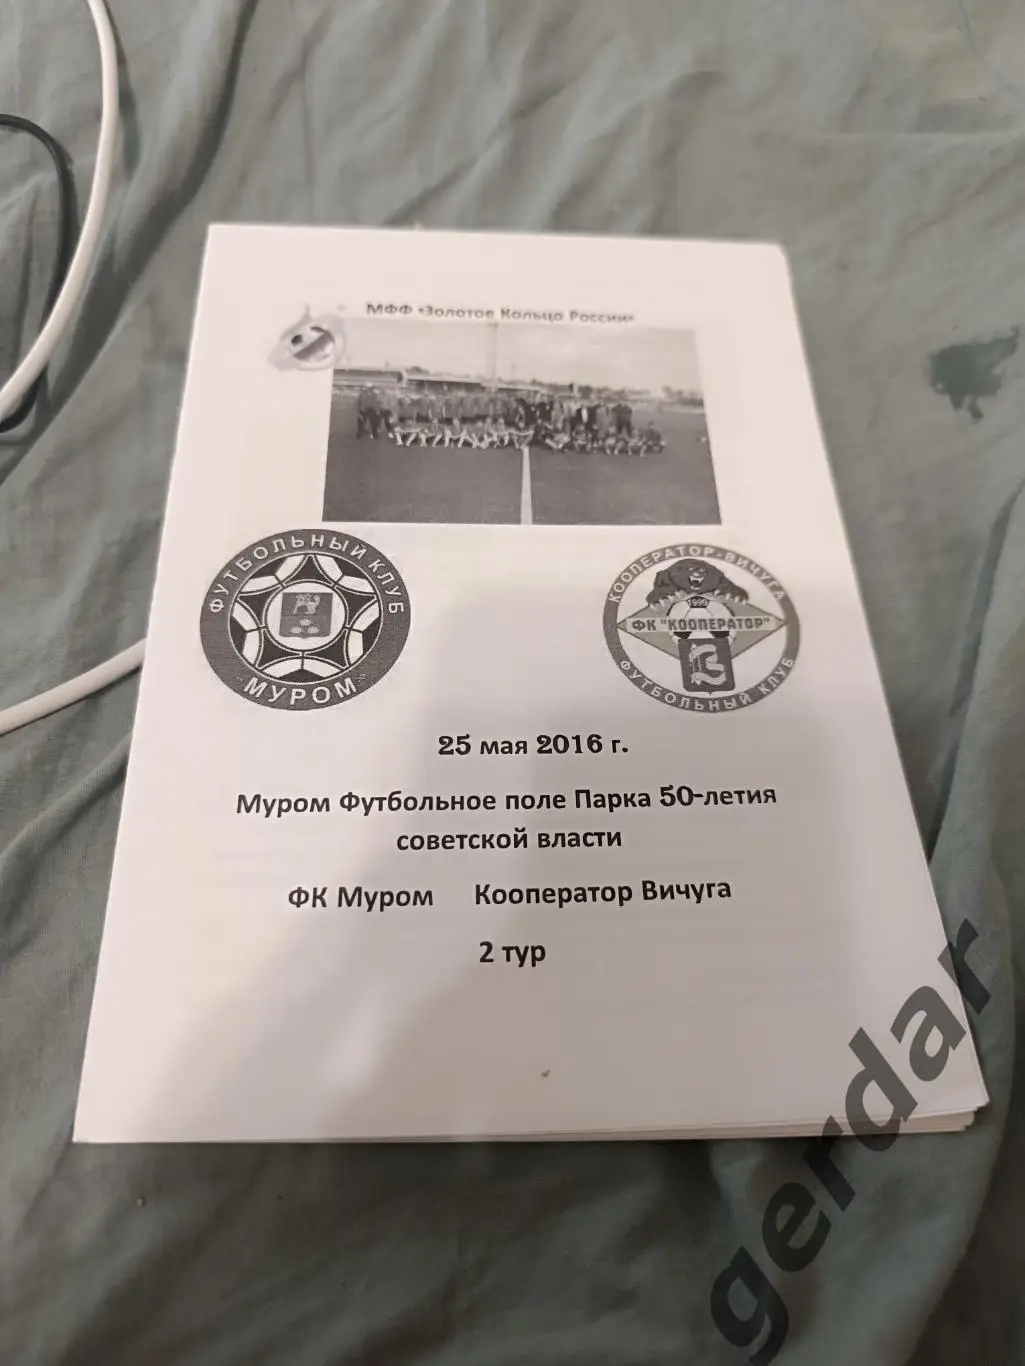 МФФ «Золотое Кольцо России»
ФУТБОЛЬНЫЙ КЛУБ
«МУРОМ»
КООПЕРАТОР-ВИЧУГА
1999
ФК "КООПЕРАТОР"
ФУТБОЛЬНЫЙ КЛУБ
25 мая 2016 г.
Муром Футбольное поле Парка 50-летия
советской власти
ФК Муром Кооператор Вичуга
2 тур
gerdar